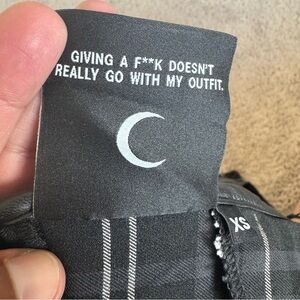 GIVING A F**K DOESN'T
REALLY GO WITH MY OUTFIT.
XS